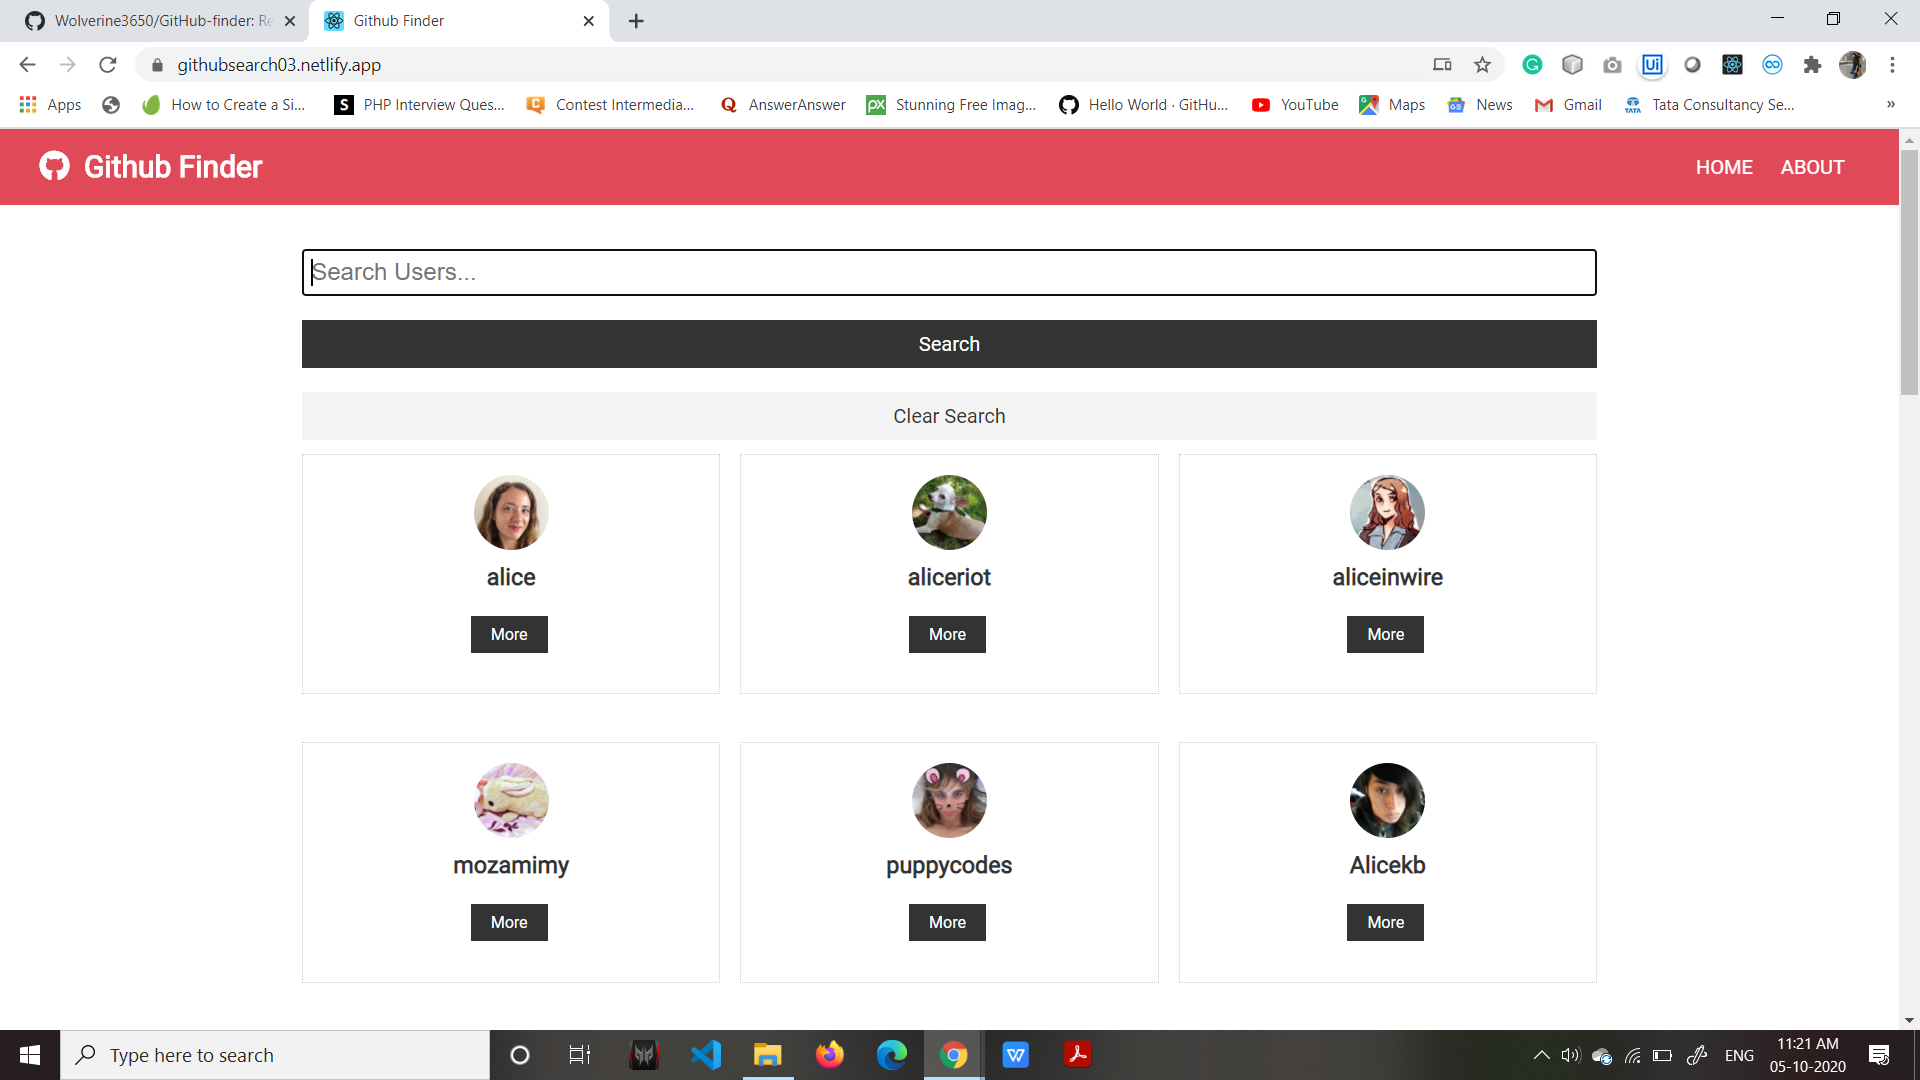 Wolverine3650/GitHub-finder: Re
Github Finder
githubsearch03.netlify.app
Apps
How to Create a Si...
S
PHP Interview Ques...
Contest Intermedia...
AnswerAnswer
px
Stunning Free Imag...
Hello World · GitHu...
YouTube
Maps
News
Gmail
TATA
Tata Consultancy Se...
»
Github Finder
HOME
ABOUT
Search Users...
Search
Clear Search
alice
aliceriot
aliceinwire
More
More
More
mozamimy
puppycodes
Alicekb
More
More
More
Type here to search
ENG
11:21 AM
05-10-2020